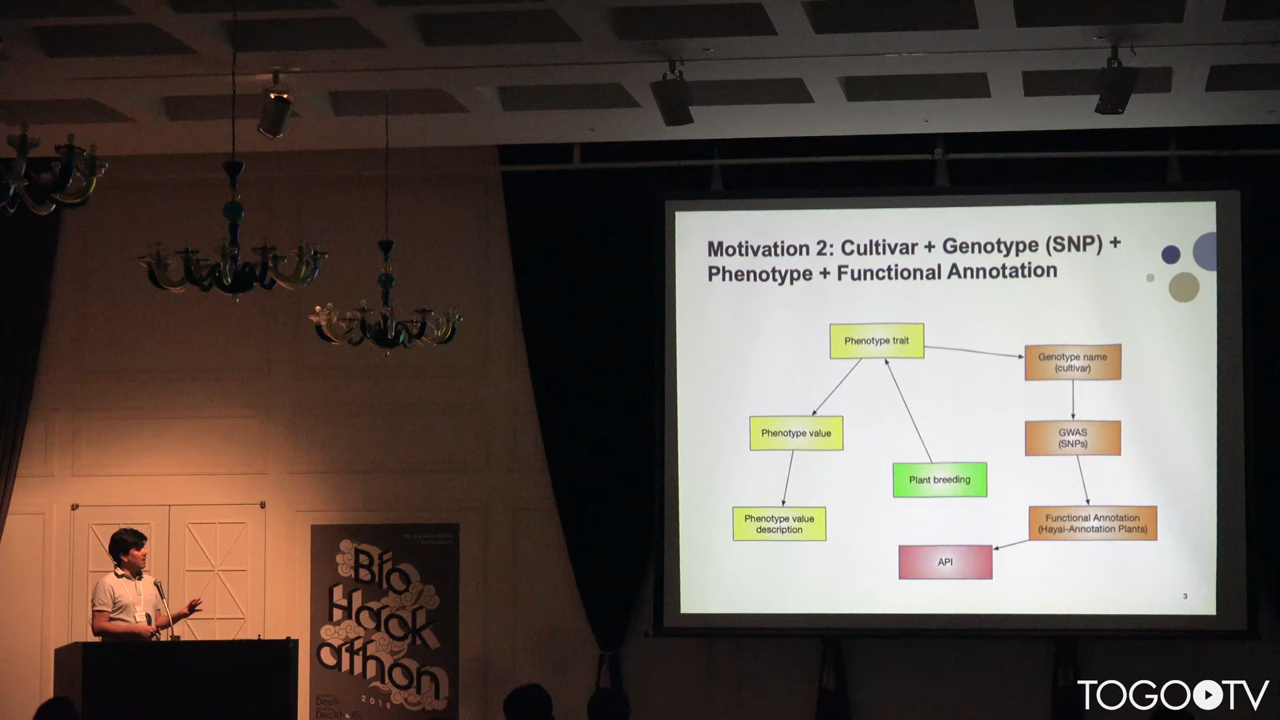 Motivation 2: Cultivar + Genotype (SNP) +
Phenotype + Functional Annotation
Phenotype trait
Genotype name
(cultivar)
Phenotype value
GWAS
(SNPs)
Plant breeding
Phenotype value
description
Functional Annotation
(Hayai-Annotation Plants)
API
3
Bio
Hack
athon
2018
TOGO TV